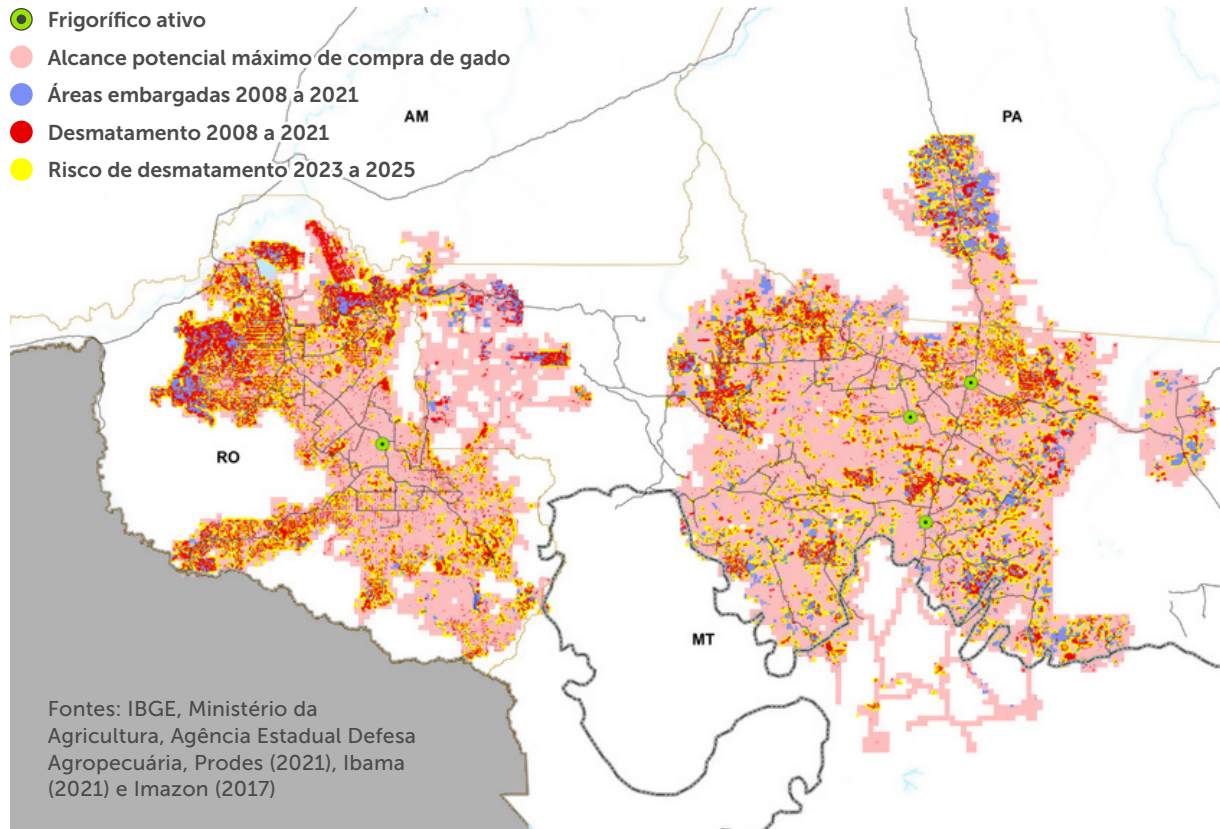 Frigorífico ativo
Alcance potencial máximo de compra de gado
Áreas embargadas 2008 a 2021
Desmatamento 2008 a 2021
Risco de desmatamento 2023 a 2025
AM
PA
RO
MT
Fontes: IBGE, Ministério da
Agricultura, Agência Estadual Defesa
Agropecuária, Prodes (2021), Ibama
(2021) e Imazon (2017)